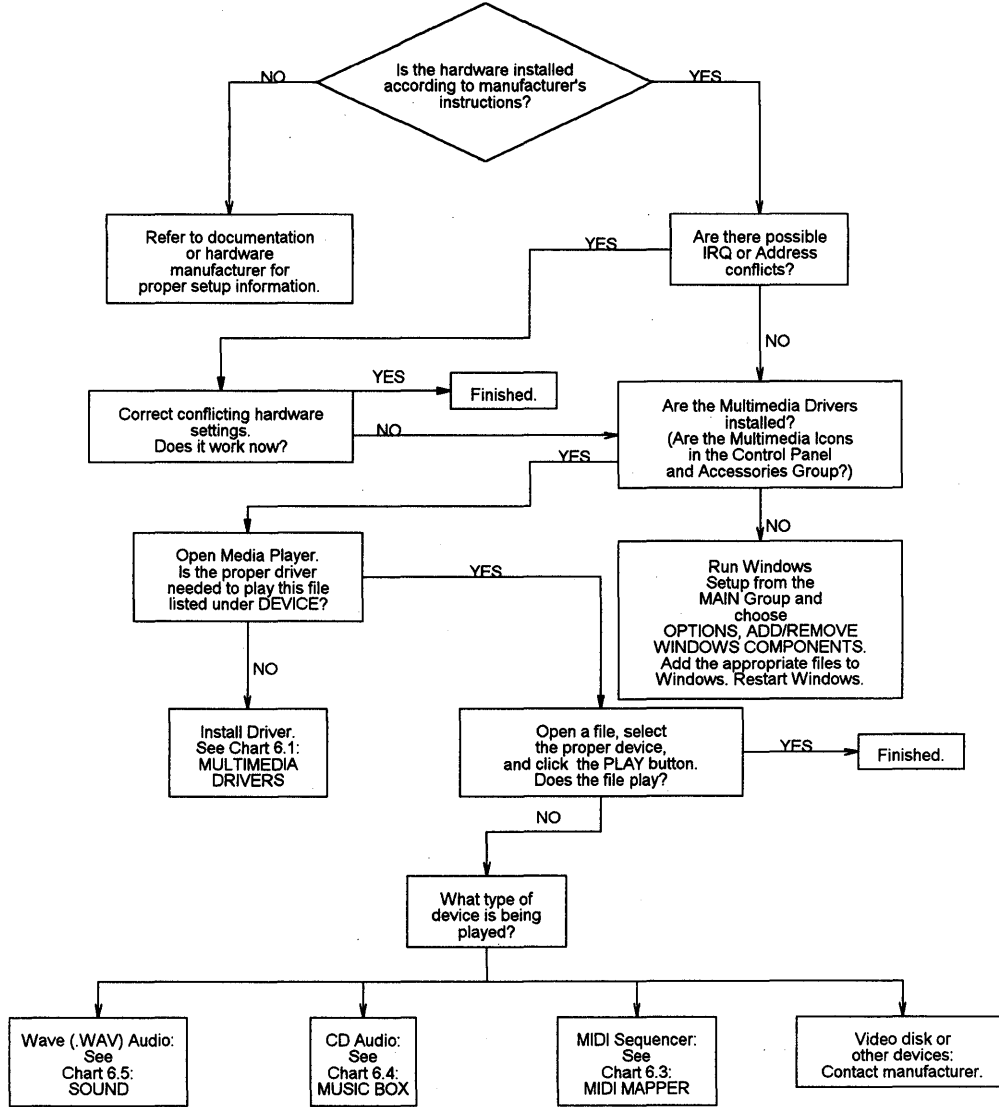 Is the hardware installed
according to manufacturer's
instructions?
NO
YES
Refer to documentation
or hardware
manufacturer for
proper setup information.
Are there possible
IRQ or Address
conflicts?
YES
NO
Correct conflicting hardware
settings.
Does it work now?
YES
Finished.
NO
Are the Multimedia Drivers
installed?
(Are the Multimedia Icons
in the Control Panel
and Accessories Group?)
YES
NO
Open Media Player.
Is the proper driver
needed to play this file
listed under DEVICE?
YES
NO
Run Windows
Setup from the
MAIN Group and
choose
OPTIONS, ADD/REMOVE
WINDOWS COMPONENTS.
Add the appropriate files to
Windows. Restart Windows.
Install Driver.
See Chart 6.1:
MULTIMEDIA
DRIVERS
Open a file, select
the proper device,
and click the PLAY button.
Does the file play?
YES
Finished.
NO
What type of
device is being
played?
Wave (.WAV) Audio:
See
Chart 6.5:
SOUND
CD Audio:
See
Chart 6.4:
MUSIC BOX
MIDI Sequencer:
See
Chart 6.3:
MIDI MAPPER
Video disk or
other devices:
Contact manufacturer.